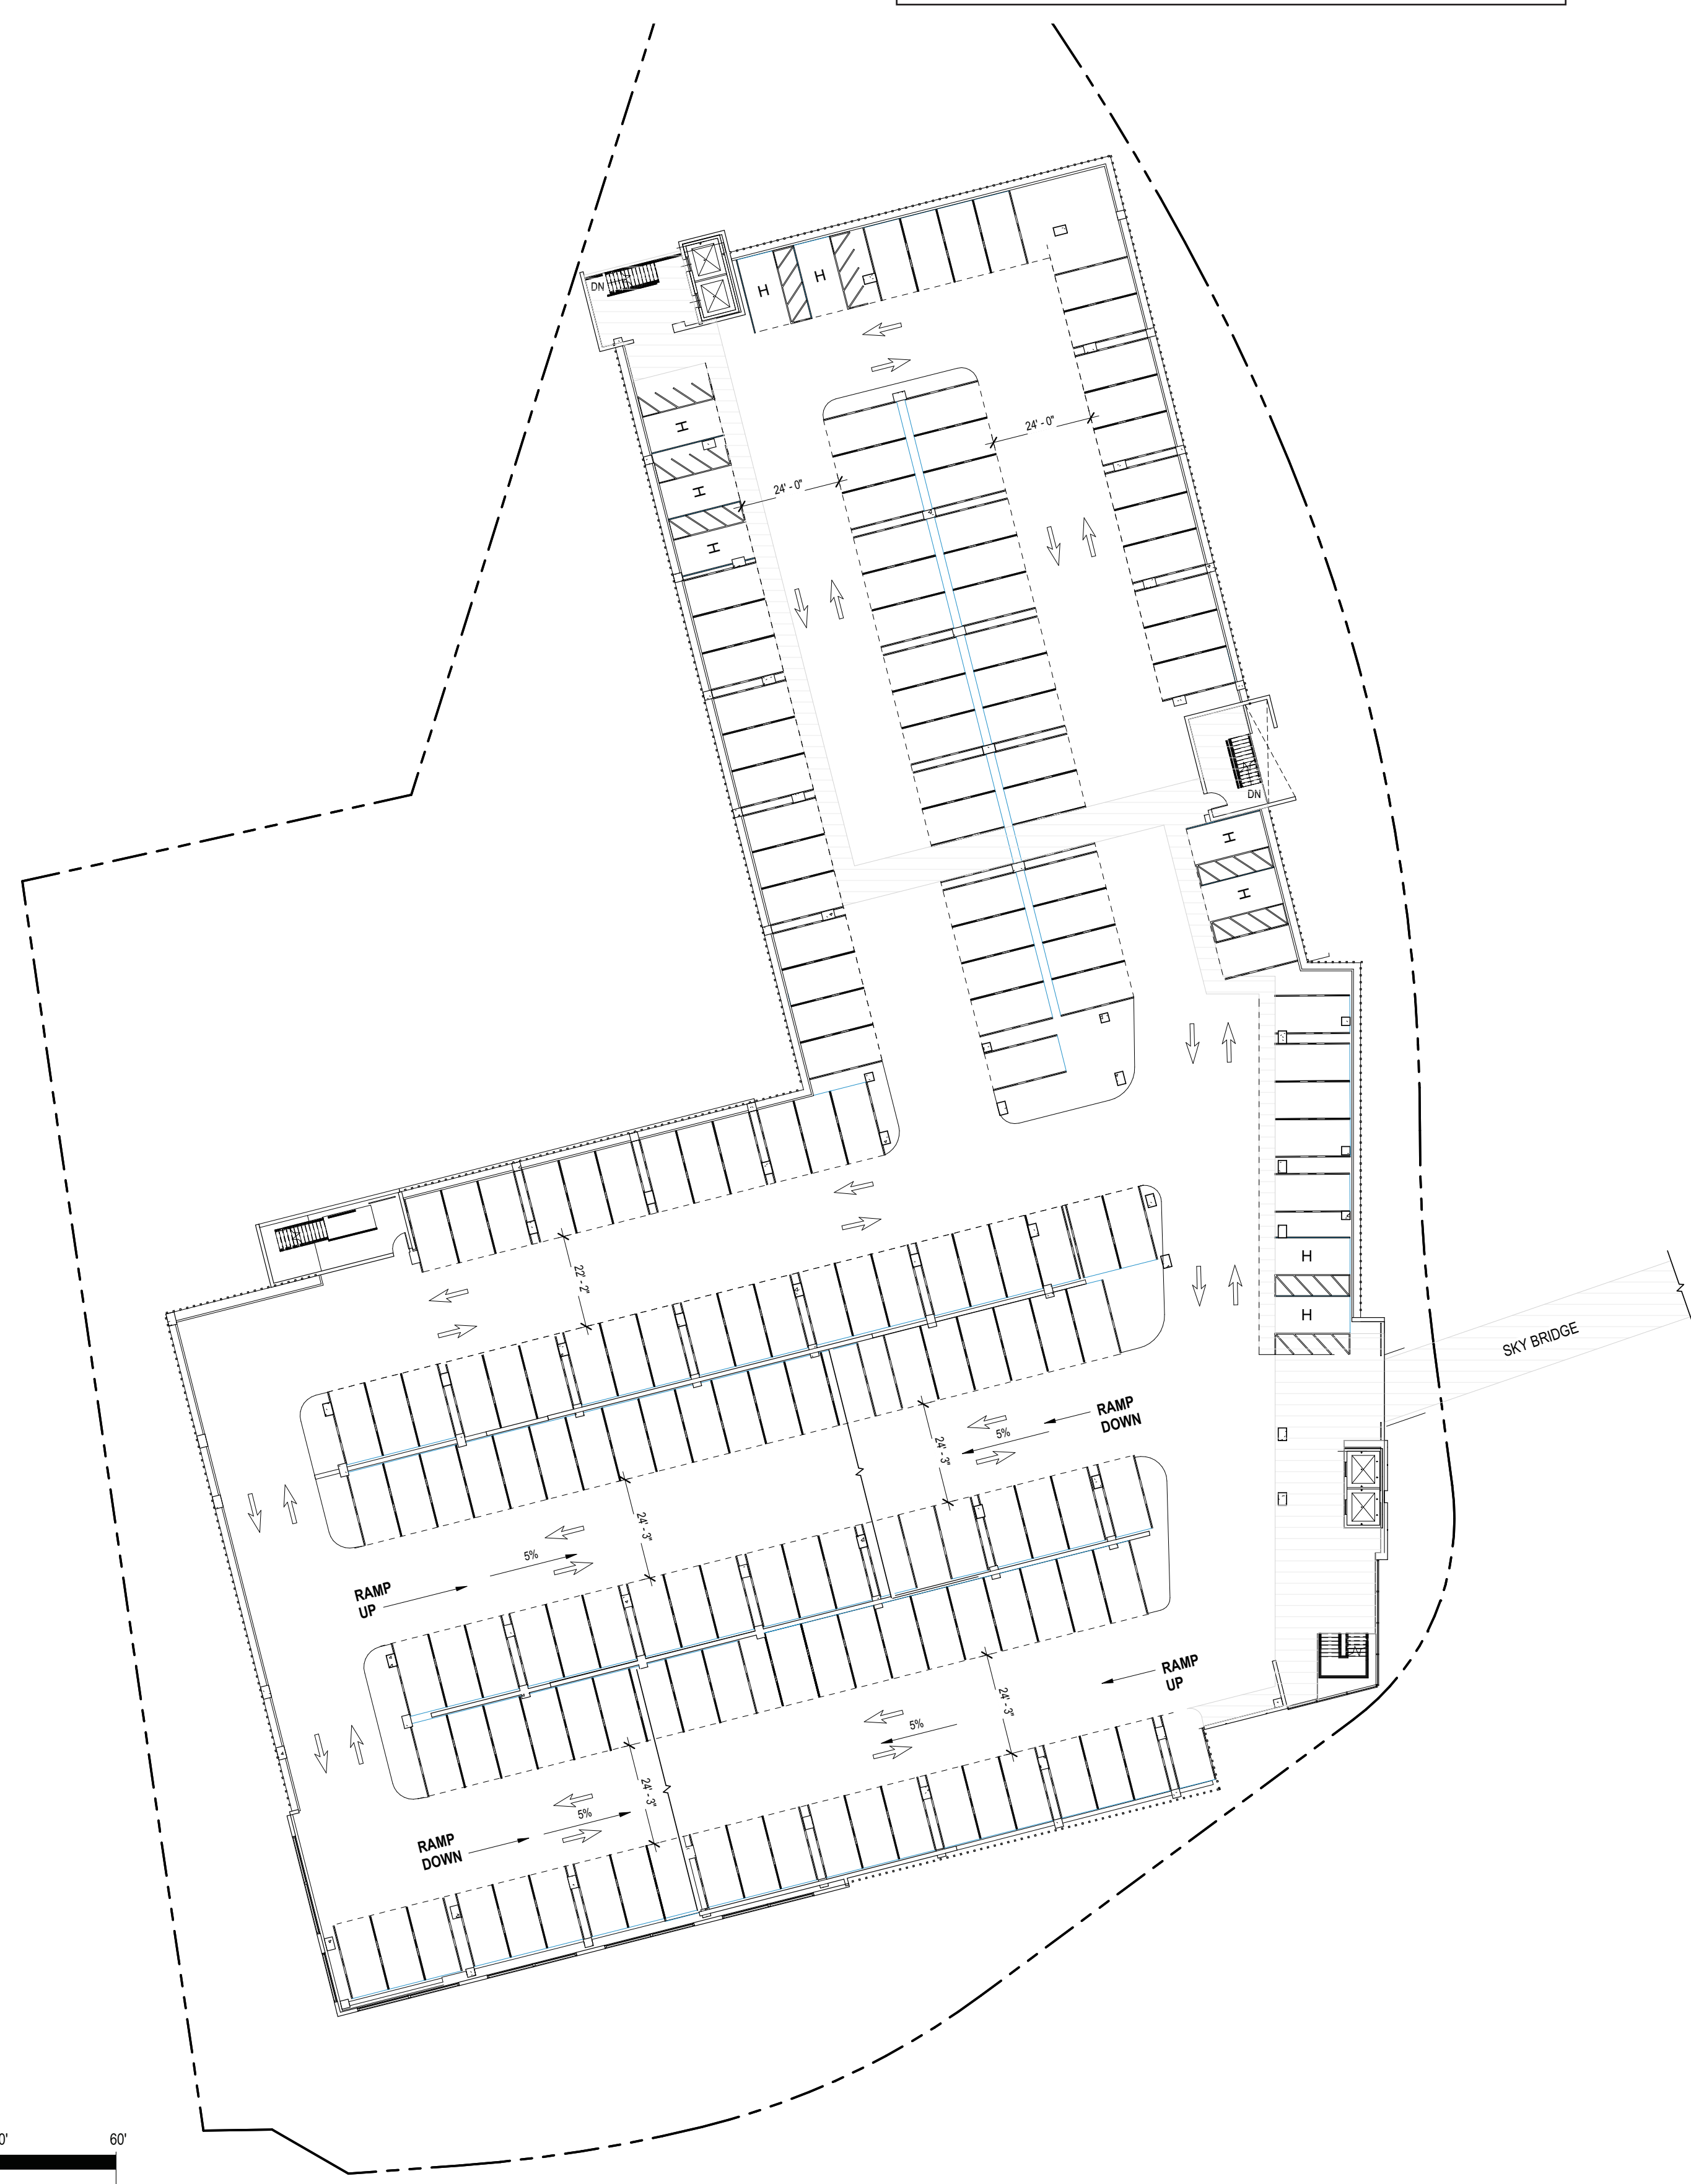 DN
H
H
H
24' - 0"
24' - 0"
H
H
H
DN
H
H
22' - 2"
H
H
SKY BRIDGE
RAMP
DOWN
5%
24' - 3"
24' - 3"
5%
RAMP
UP
RAMP
UP
24' - 3"
5%
24' - 3"
5%
RAMP
DOWN
0'
60'